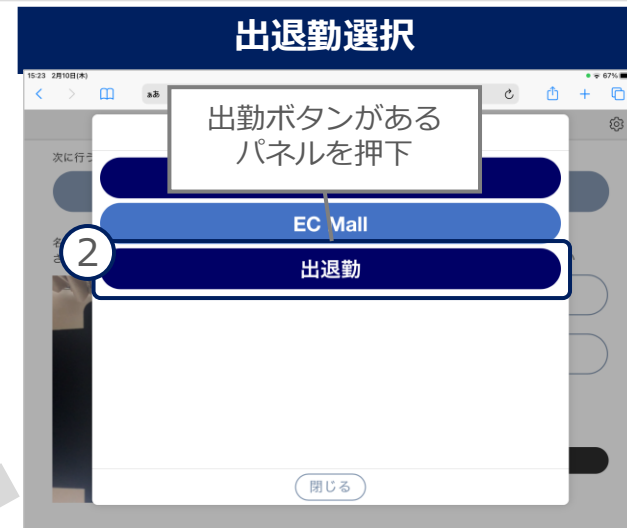 出退勤選択
15:23 2月10日(木)
67%
ぁあ
出勤ボタンがある
パネルを押下
次に行う
EC Mall
2
出退勤
閉じる